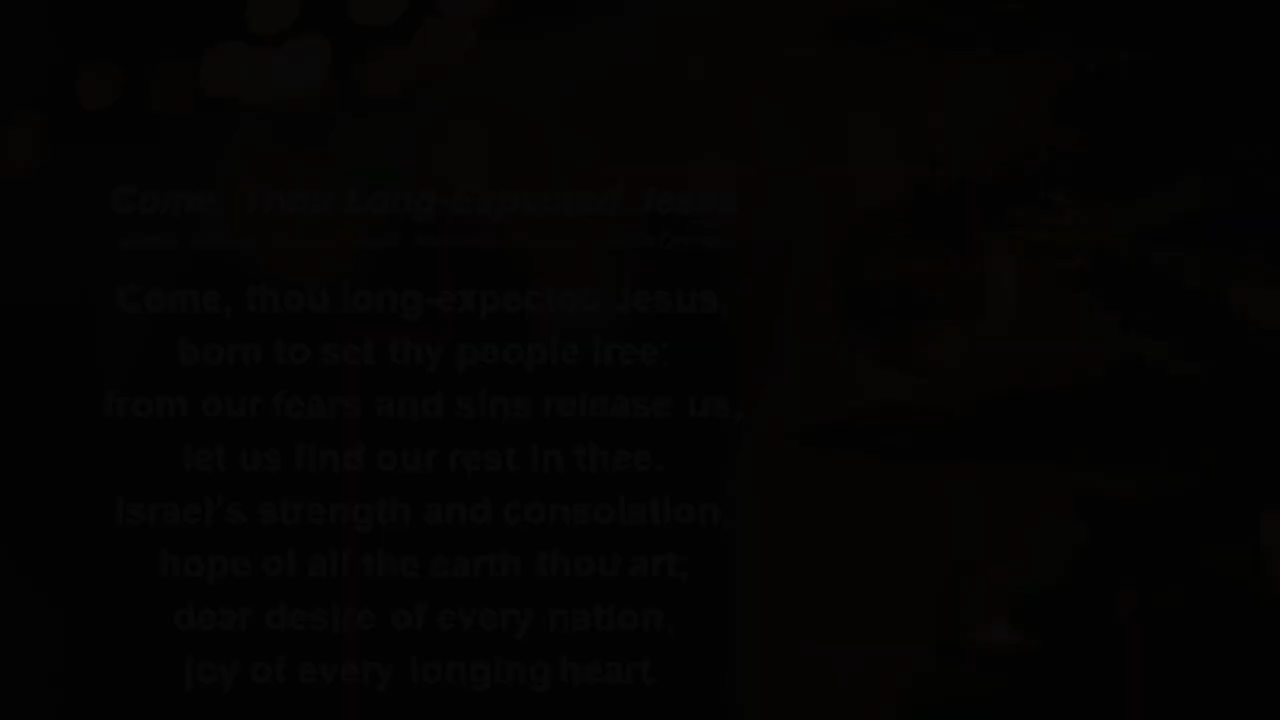 Come, Thou Long-Expected Jesus
Come, thou long-expected Jesus,
born to set thy people free;
from our fears and sins release us,
let us find our rest in thee.
Israel's strength and consolation,
hope of all the earth thou art;
dear desire of every nation,
joy of every longing heart.